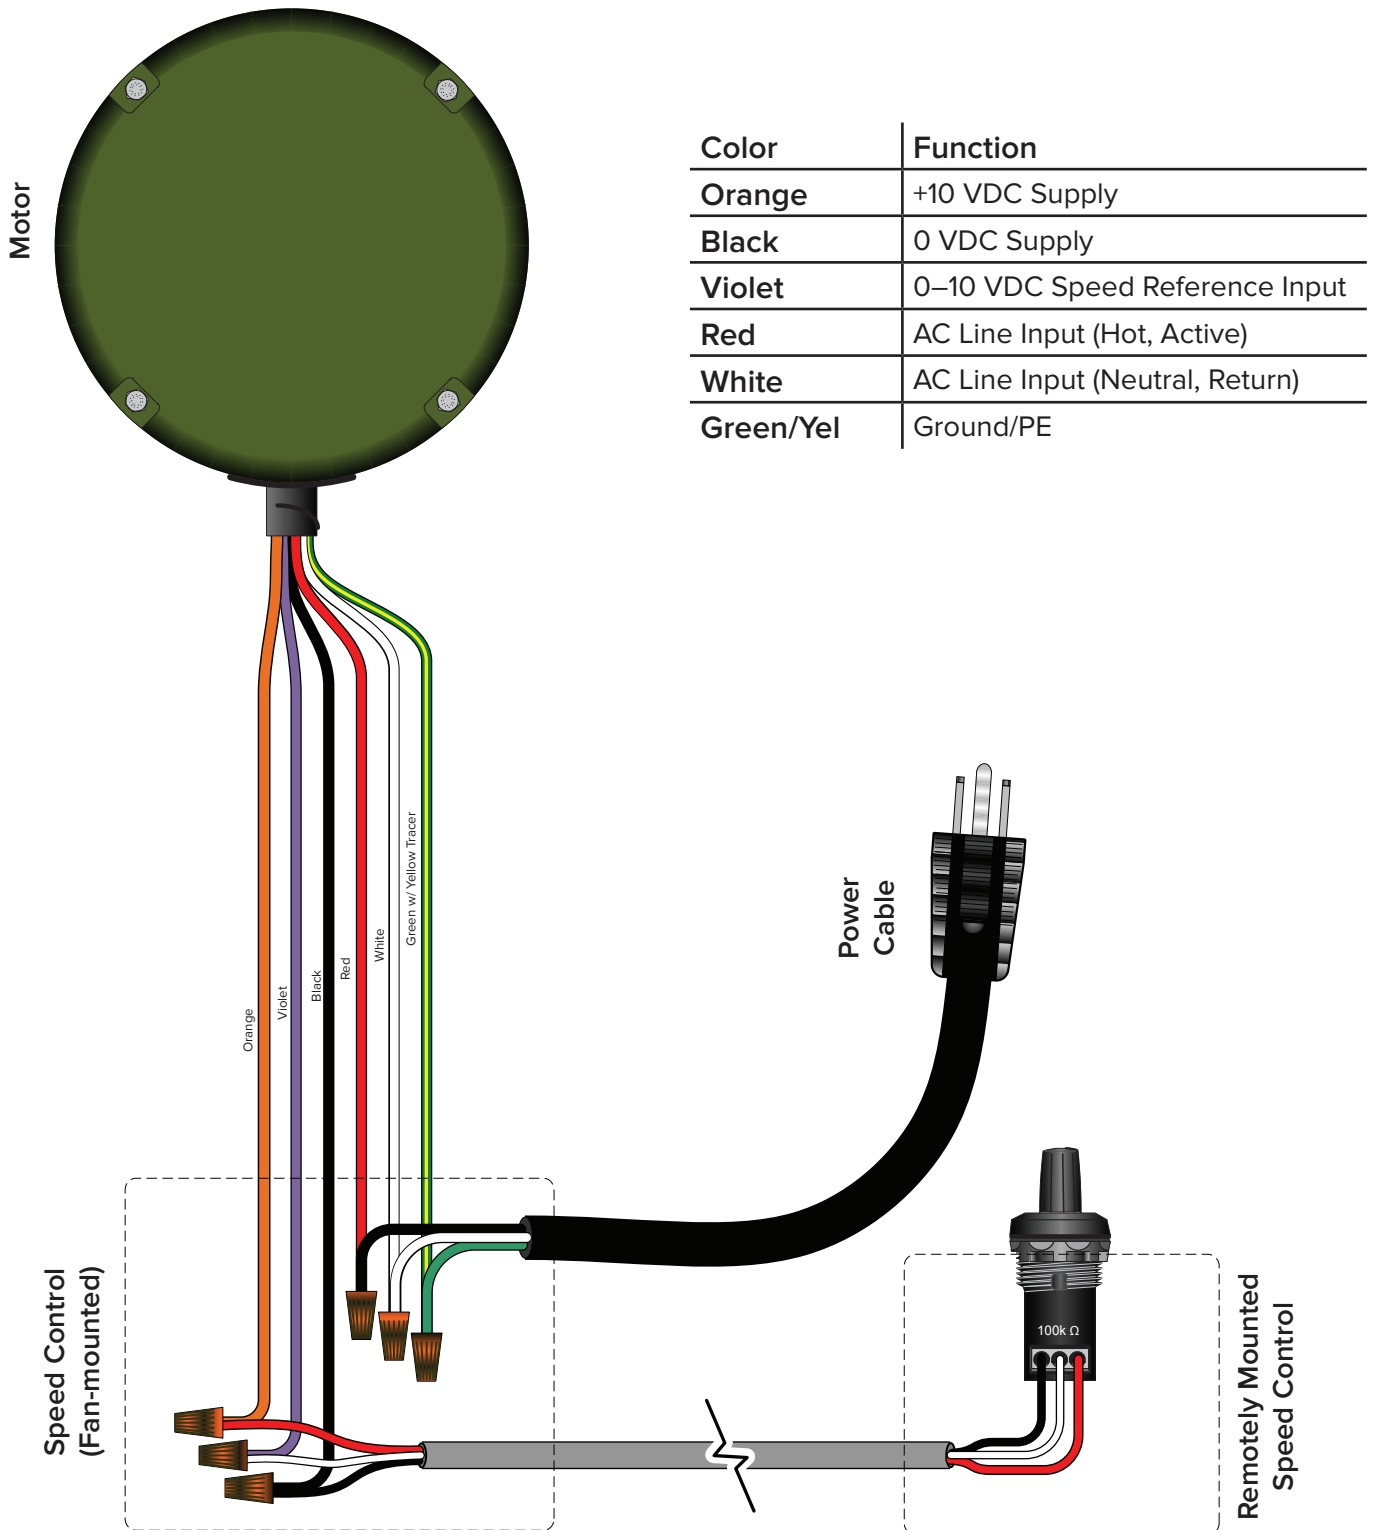 Motor
Color Function
Orange +10 VDC Supply
Black 0 VDC Supply
Violet 0–10 VDC Speed Reference Input
Red AC Line Input (Hot, Active)
White AC Line Input (Neutral, Return)
Green/Yel Ground/PE
Orange
Violet
Black
Red
White
Green w/ Yellow Tracer
Power
Cable
Speed Control
(Fan-mounted)
100k Ω
Remotely Mounted
Speed Control